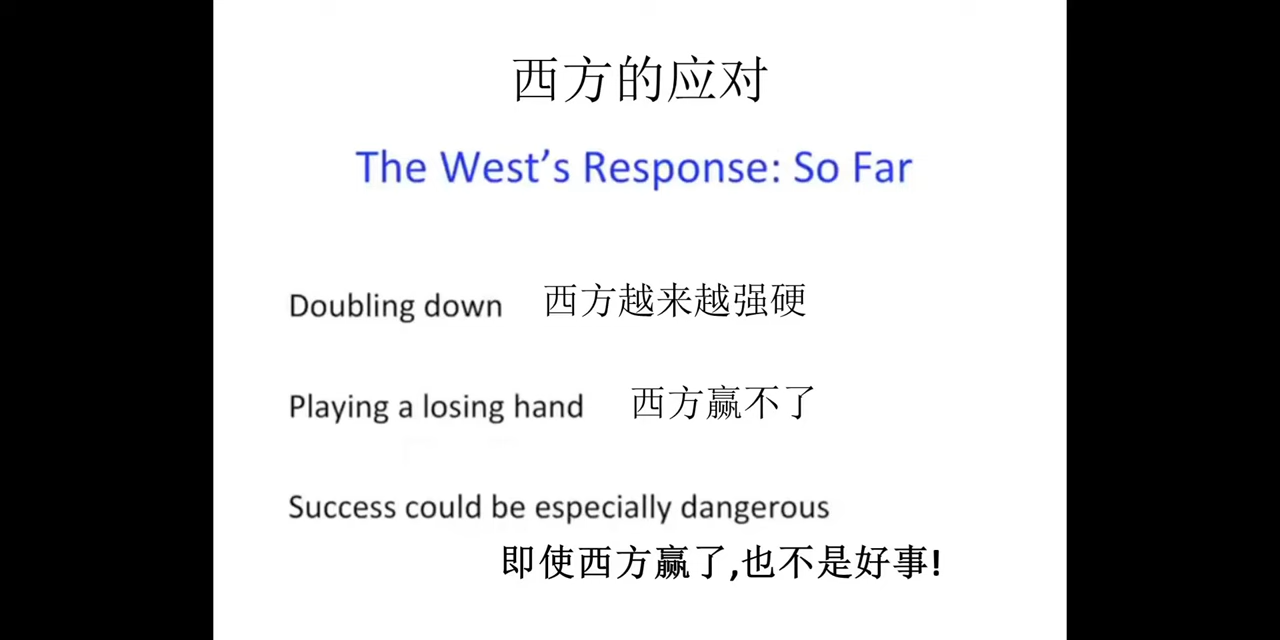 西方的应对
The West's Response: So Far
Doubling down 西方越来越强硬
Playing a losing hand 西方赢不了
Success could be especially dangerous
即使西方赢了,也不是好事!